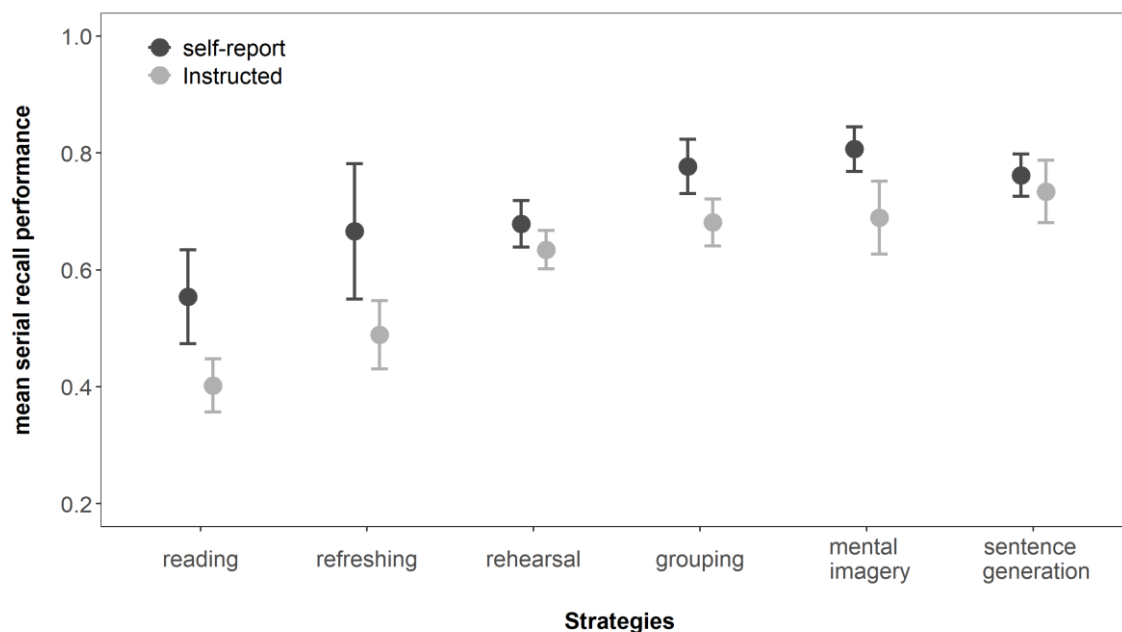 1.0
0.8
0.6
0.4
0.2
mean serial recall performance
self-report
Instructed
reading
refreshing
rehearsal
grouping
mental
imagery
sentence
generation
Strategies